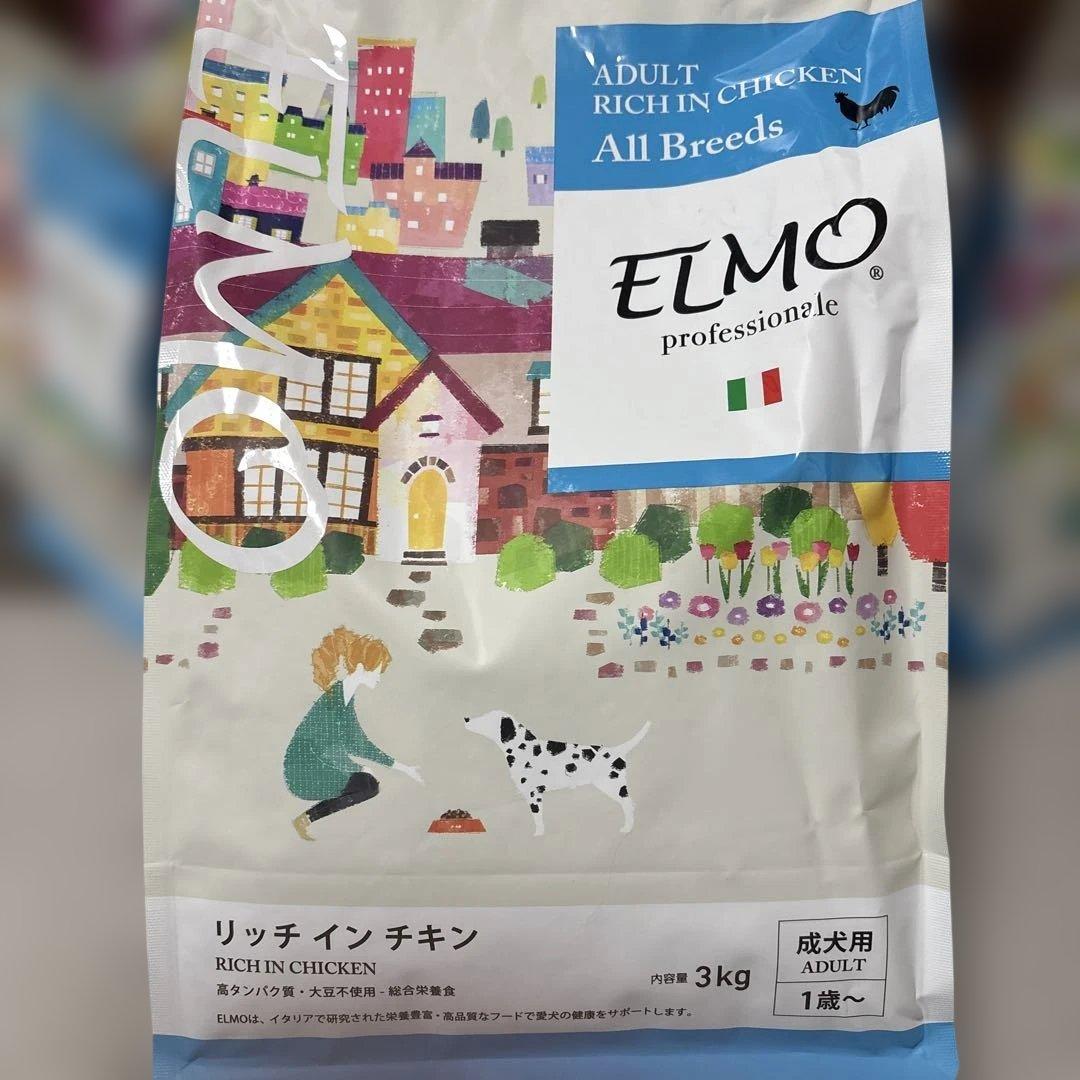 ELMO
ADULT
RICH IN CHICKEN
All Breeds
ELMO®
professionale
リッチ イン チキン
RICH IN CHICKEN
高タンパク質・大豆不使用 - 総合栄養食
ELMOは、イタリアで研究された栄養豊富・高品質なフードで愛犬の健康をサポートします。
内容量 3kg
成犬用
ADULT
1歳～